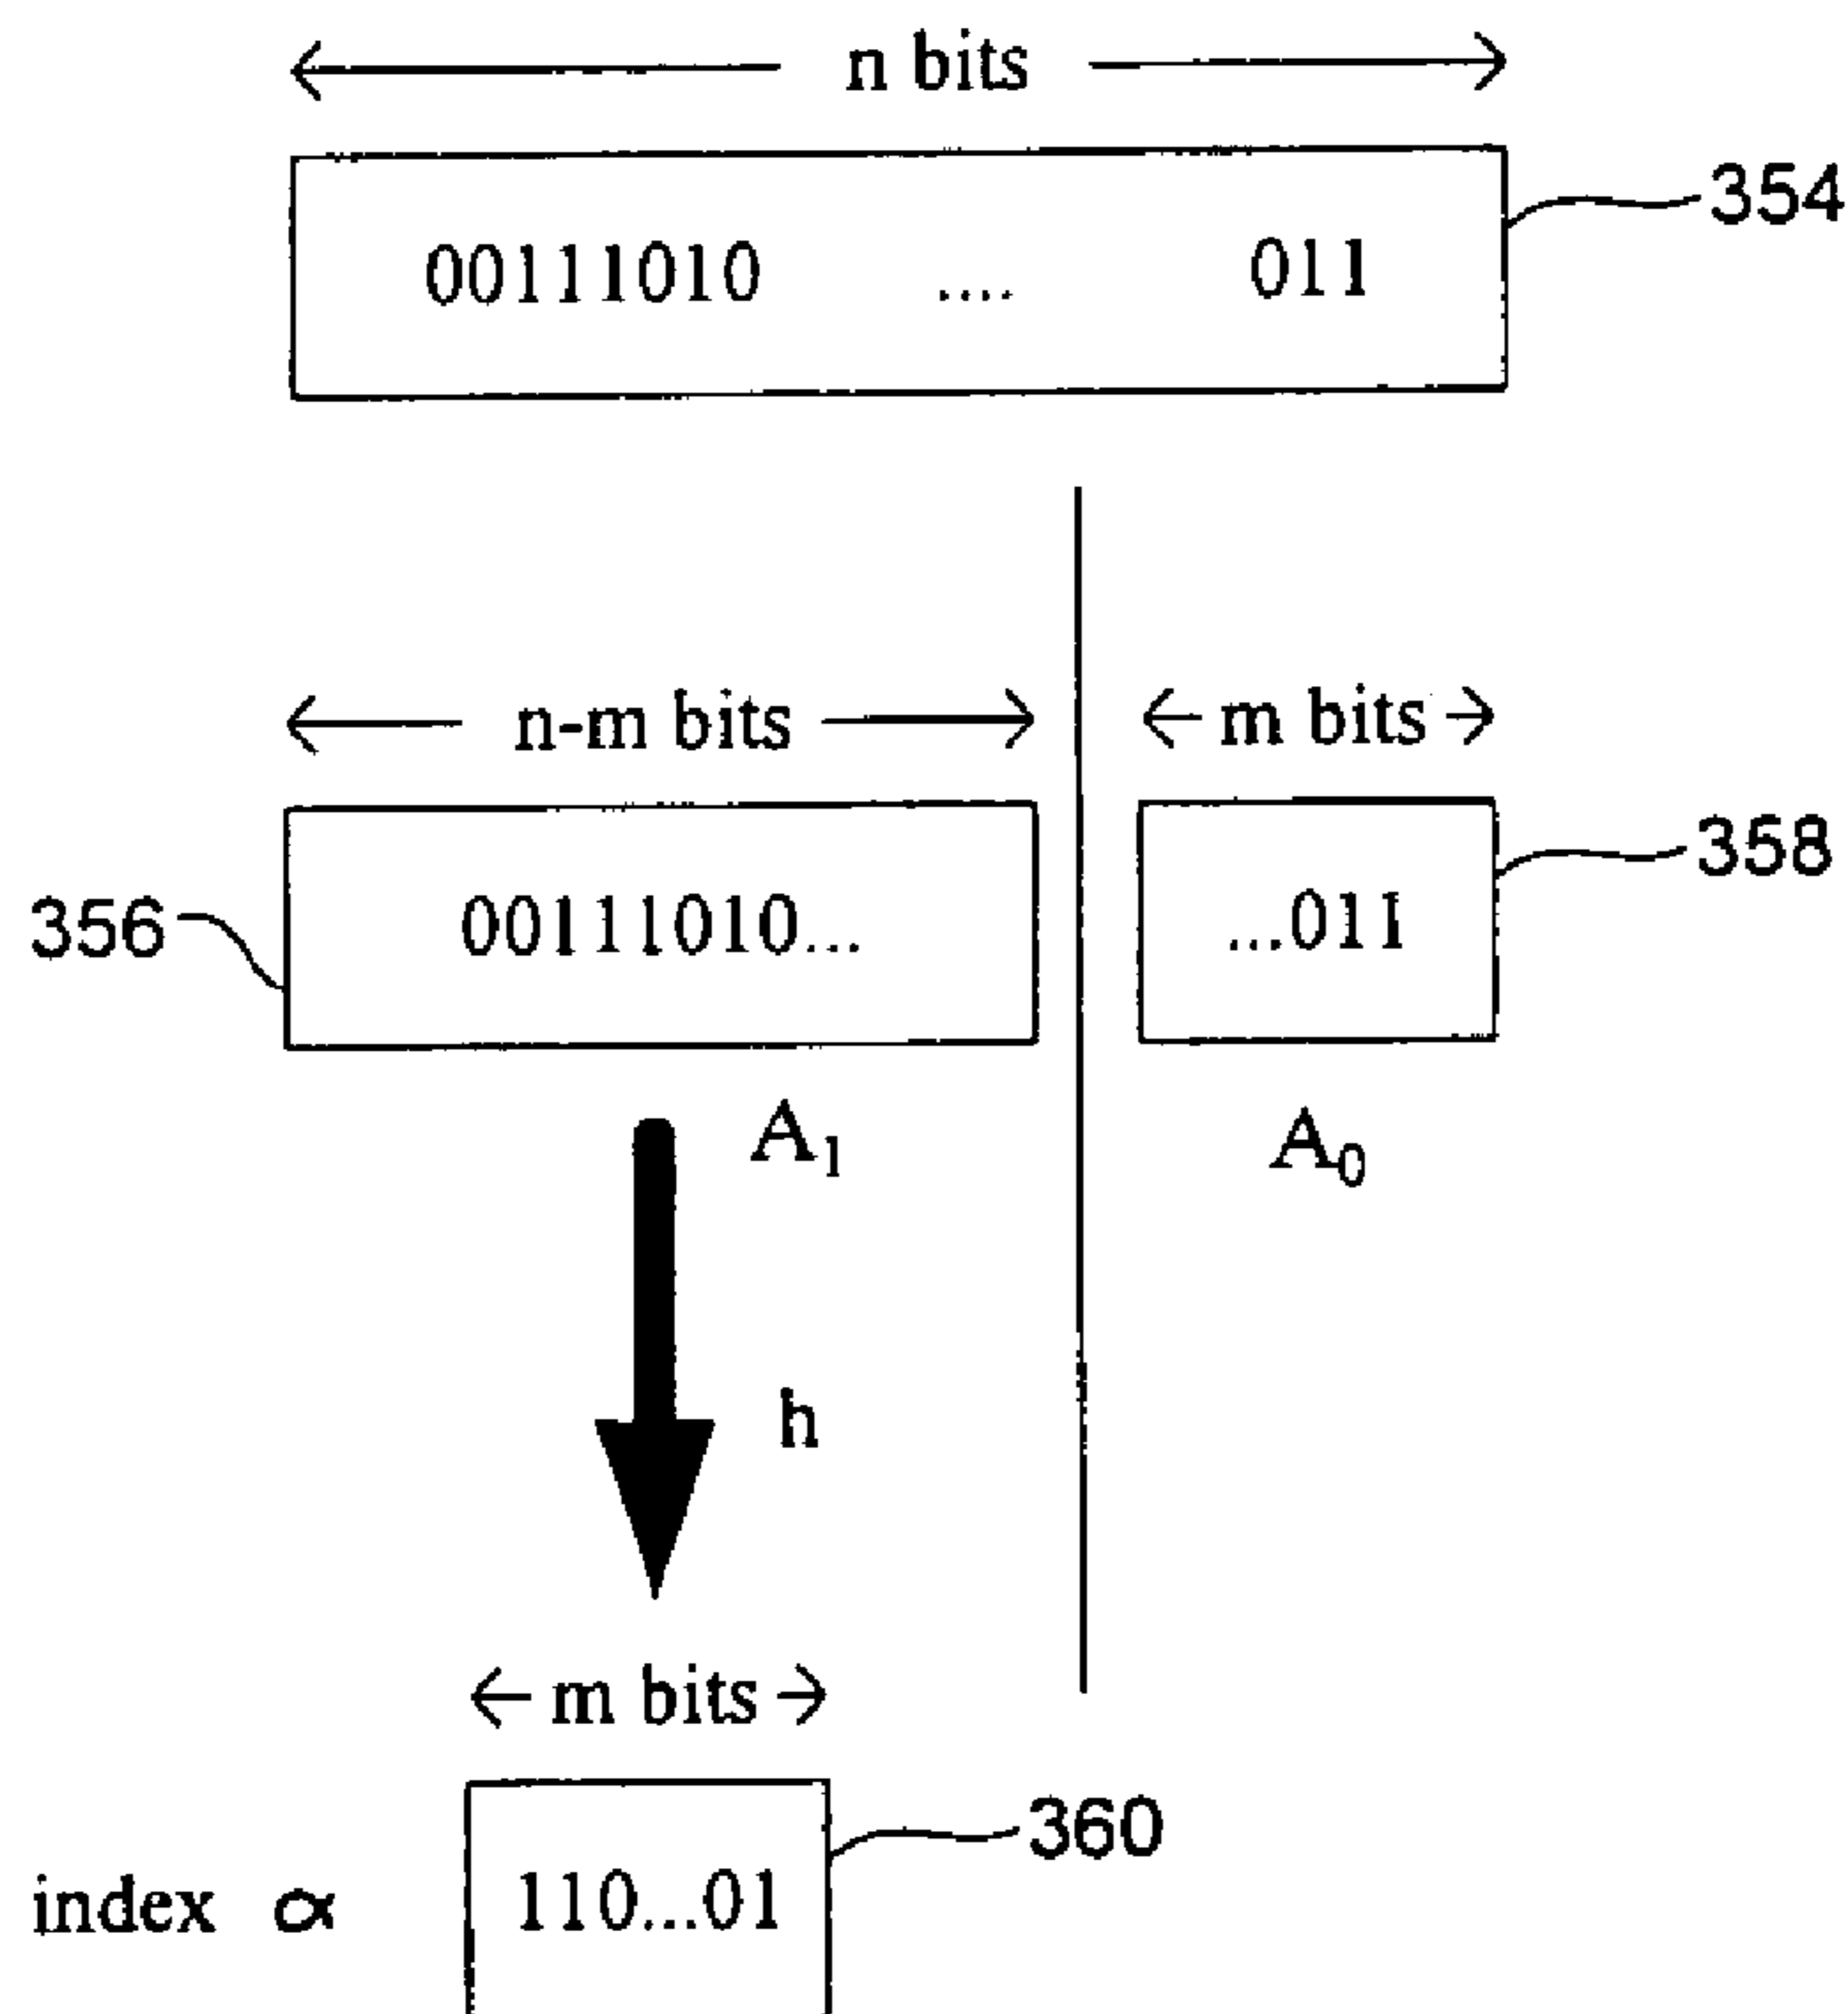 n bits
354
00111010 .... 011
n-m bits
m bits
358
356
00111010...
...011
A₁
A₀
h
m bits
360
index α
110...01